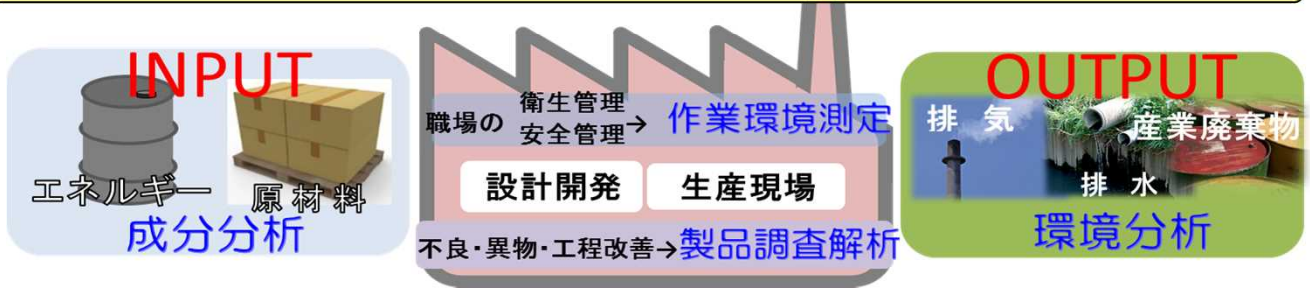 INPUT
エネルギー
原材料
成分分析
職場の
衛生管理
安全管理
→
作業環境測定
設計開発
生産現場
不良・異物・工程改善→製品調査解析
OUTPUT
排気
産業廃棄物
排水
環境分析